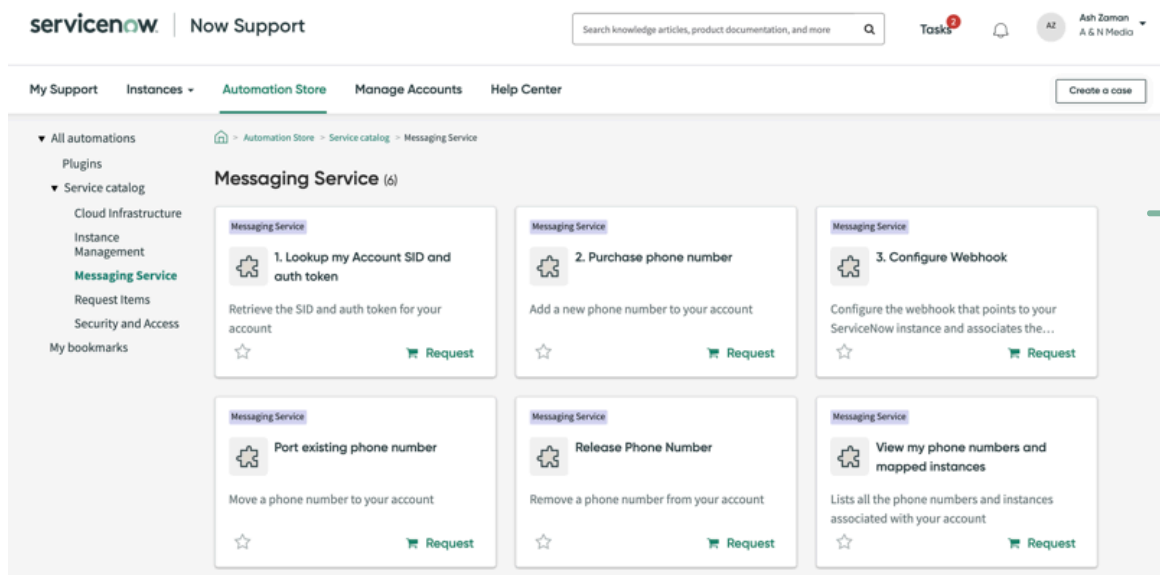 servicenow Now Support
Search knowledge articles, product documentation, and more
Tasks 2
AZ
Ash Zaman
A & N Media
My Support Instances Automation Store Manage Accounts Help Center Create a case
All automations
Plugins
Service catalog
Cloud Infrastructure
Instance
Management
Messaging Service
Request Items
Security and Access
My bookmarks
> Automation Store > Service catalog > Messaging Service
Messaging Service (6)
Messaging Service
1. Lookup my Account SID and
auth token
Retrieve the SID and auth token for your
account
Request
Messaging Service
2. Purchase phone number
Add a new phone number to your account
Request
Messaging Service
3. Configure Webhook
Configure the webhook that points to your
ServiceNow instance and associates the...
Request
Messaging Service
Port existing phone number
Move a phone number to your account
Request
Messaging Service
Release Phone Number
Remove a phone number from your account
Request
Messaging Service
View my phone numbers and
mapped instances
Lists all the phone numbers and instances
associated with your account
Request